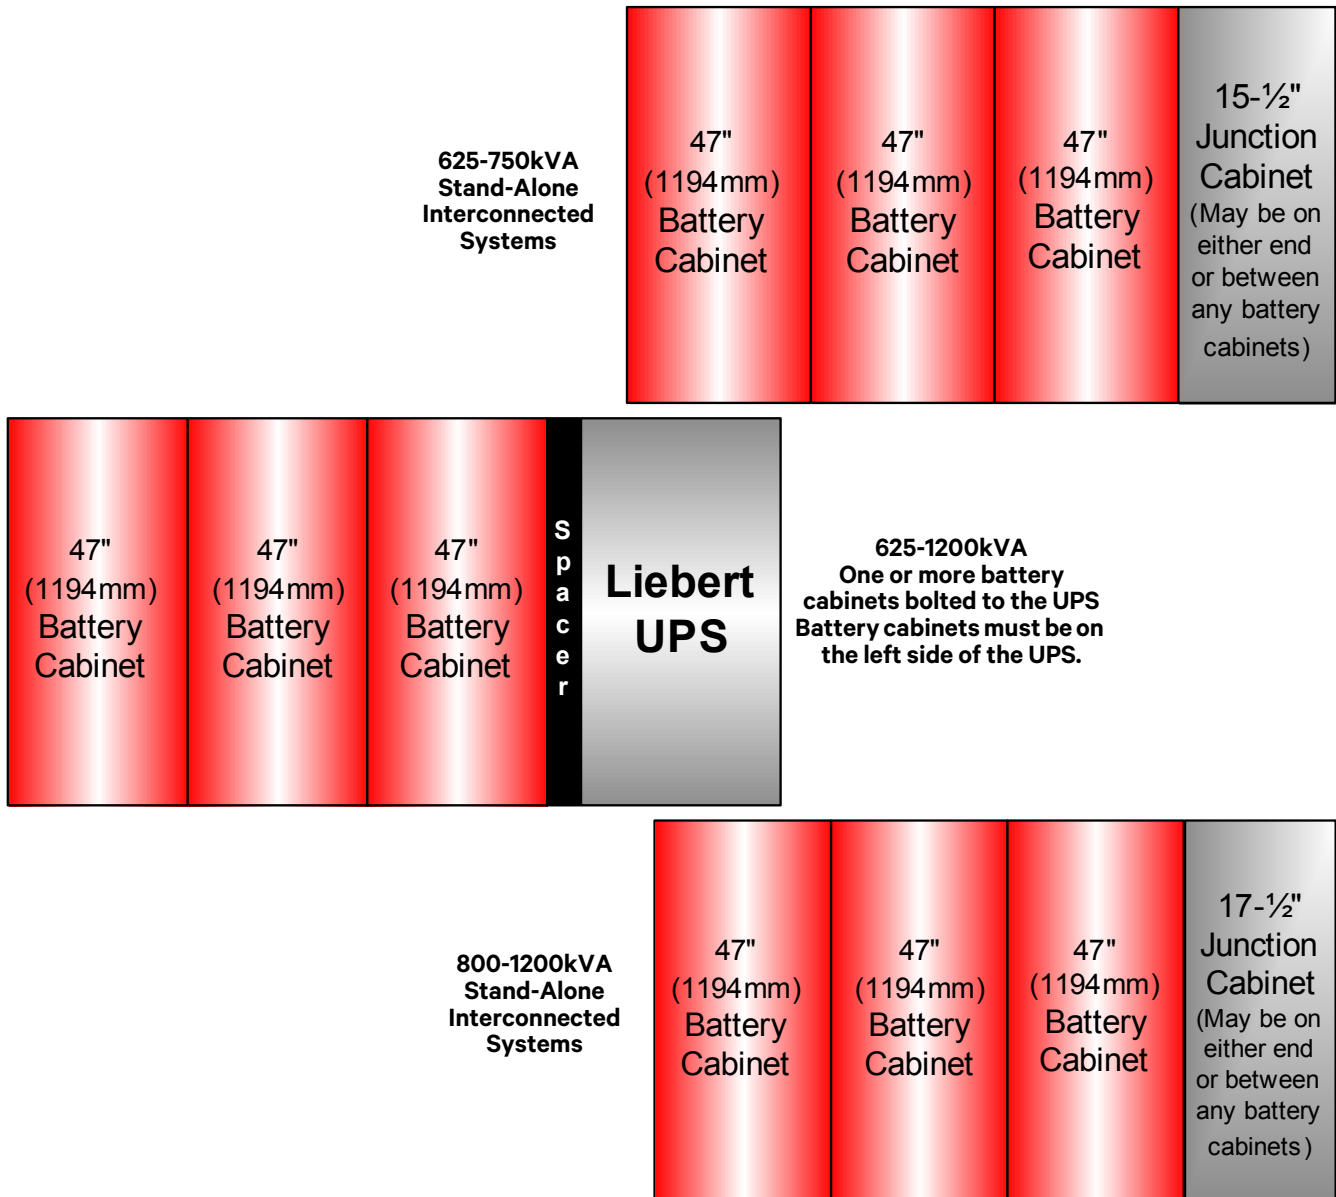 625-750kVA
Stand-Alone
Interconnected
Systems
47"
(1194mm)
Battery
Cabinet
47"
(1194mm)
Battery
Cabinet
47"
(1194mm)
Battery
Cabinet
15-½"
Junction
Cabinet
(May be on
either end
or between
any battery
cabinets)
47"
(1194mm)
Battery
Cabinet
47"
(1194mm)
Battery
Cabinet
47"
(1194mm)
Battery
Cabinet
Spacer
Liebert
UPS
625-1200kVA
One or more battery
cabinets bolted to the UPS
Battery cabinets must be on
the left side of the UPS.
800-1200kVA
Stand-Alone
Interconnected
Systems
47"
(1194mm)
Battery
Cabinet
47"
(1194mm)
Battery
Cabinet
47"
(1194mm)
Battery
Cabinet
17-½"
Junction
Cabinet
(May be on
either end
or between
any battery
cabinets)